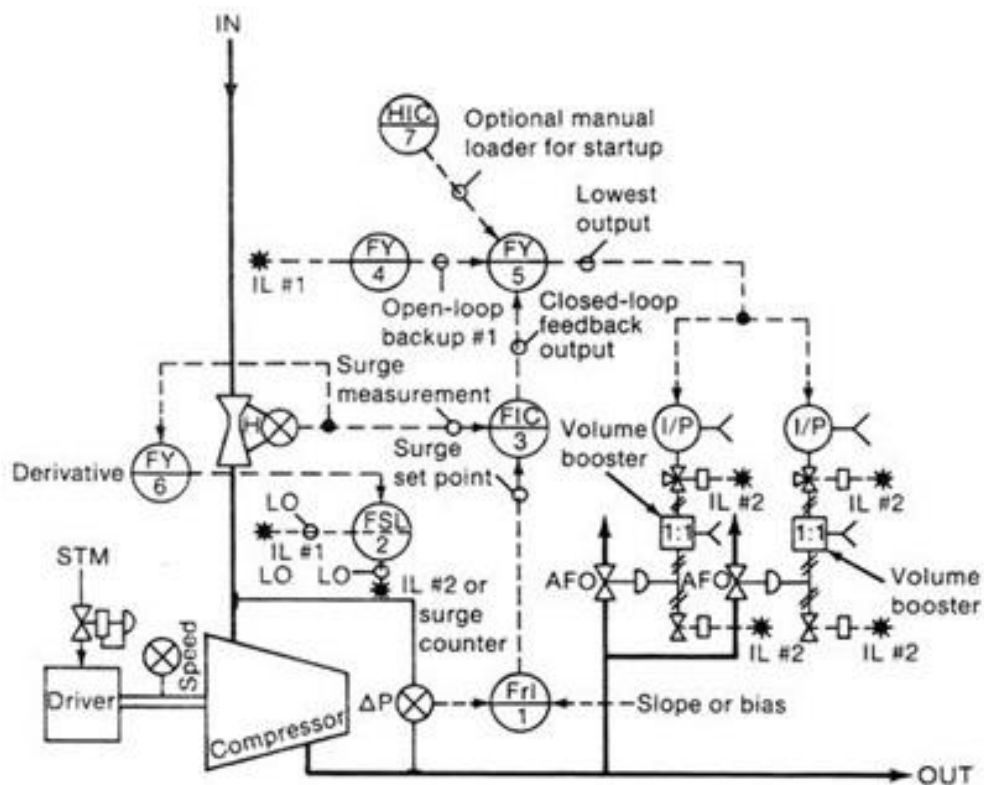 IN
HIC
7
Optional manual
loader for startup
Lowest
output
FY
4
FY
5
IL #1
Open-loop
backup #1
Closed-loop
feedback
output
Surge
measurement
FIC
3
Volume
booster
I/P
I/P
H
Derivative
FY
6
Surge
set point
IL #2
IL #2
LO
FSL
2
IL #1
LO
LO
1:1
1:1
STM
IL #2 or
surge
counter
AFO
AFO
Volume
booster
IL #2
IL #2
Speed
Driver
Compressor
ΔP
FrI
1
Slope or bias
OUT